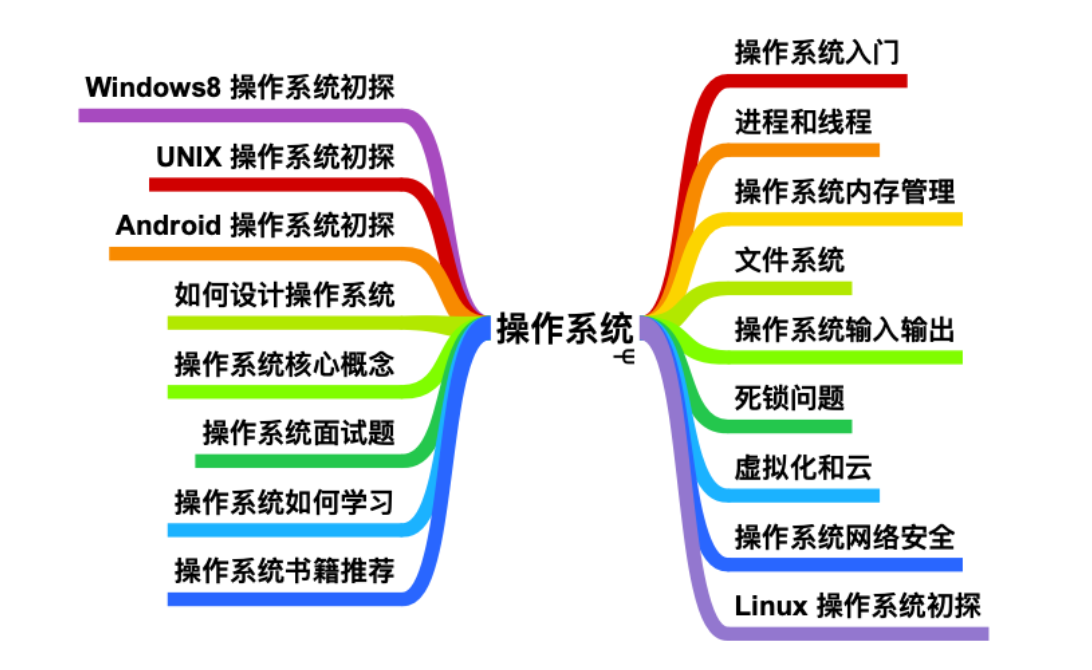 操作系统
操作系统入门
进程和线程
操作系统内存管理
文件系统
操作系统输入输出
死锁问题
虚拟化和云
操作系统网络安全
Linux 操作系统初探
Windows8 操作系统初探
UNIX 操作系统初探
Android 操作系统初探
如何设计操作系统
操作系统核心概念
操作系统面试题
操作系统如何学习
操作系统书籍推荐